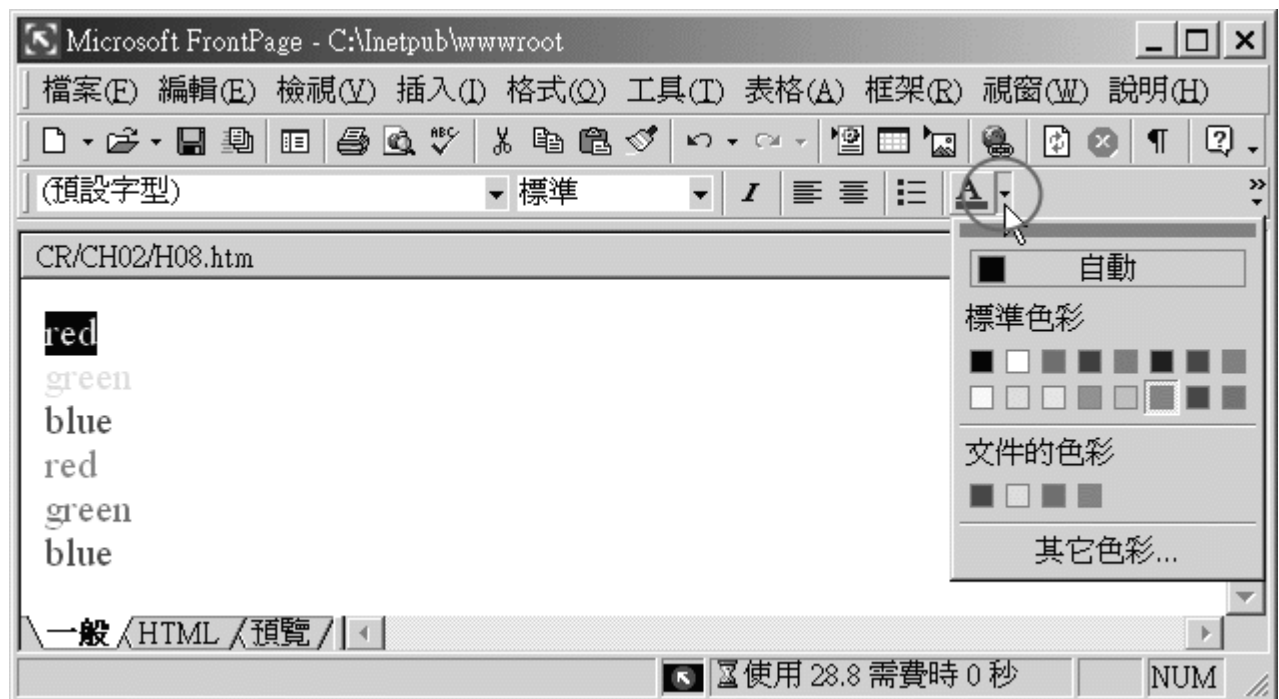 Microsoft FrontPage - C:\Inetpub\wwwroot
檔案(F) 編輯(E) 檢視(V) 插入(I) 格式(O) 工具(T) 表格(A) 框架(R) 視窗(W) 說明(H)
(預設字型) 標準 I A
CR/CH02/H08.htm
自動
標準色彩
文件的色彩
其它色彩...
red
green
blue
red
green
blue
一般 HTML 預覽
使用 28.8 需費時 0 秒 NUM